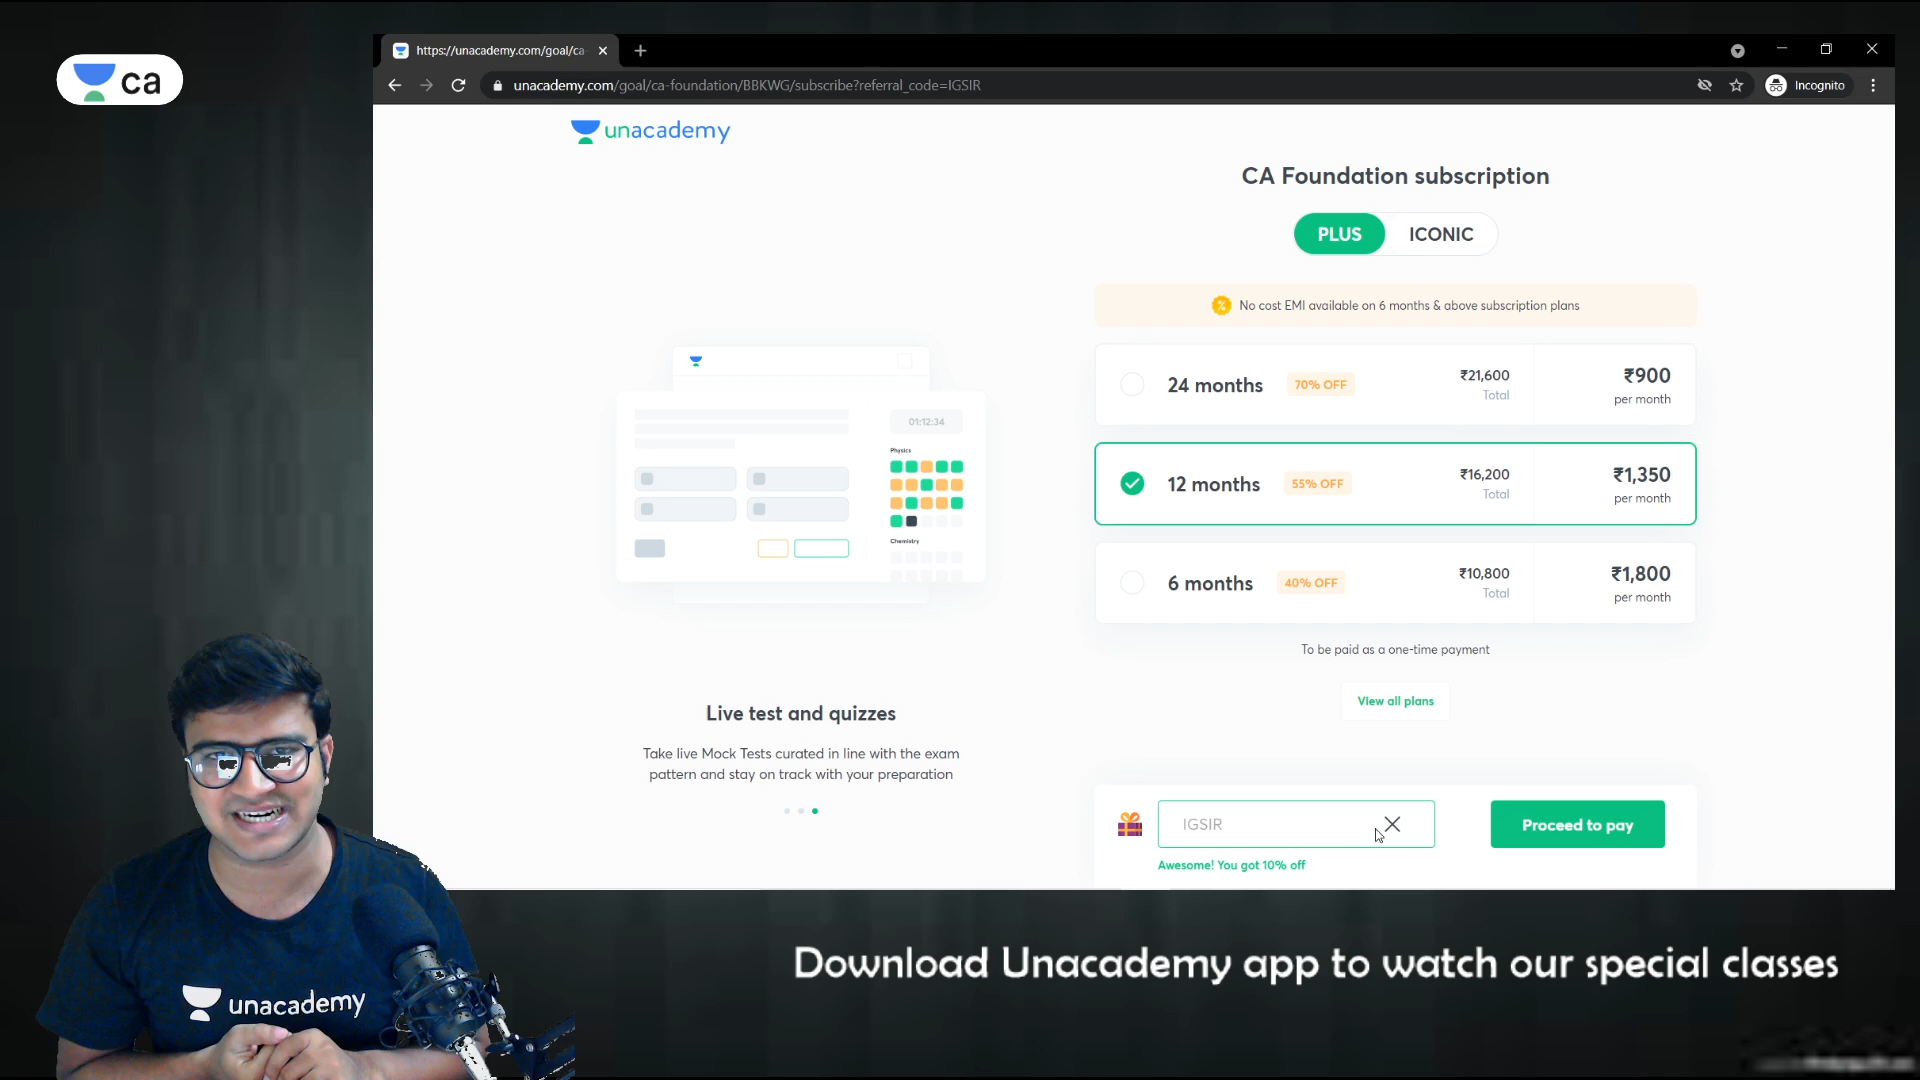 ca
https://unacademy.com/goal/ca-
unacademy.com/goal/ca-foundation/BBKWG/subscribe?referral_code=IGSIR
Incognito
unacademy
CA Foundation subscription
PLUS
ICONIC
No cost EMI available on 6 months & above subscription plans
24 months
70% OFF
₹21,600
Total
₹900
per month
12 months
55% OFF
₹16,200
Total
₹1,350
per month
6 months
40% OFF
₹10,800
Total
₹1,800
per month
To be paid as a one-time payment
View all plans
01:12:34
Physics
Chemistry
Live test and quizzes
Take live Mock Tests curated in line with the exam
pattern and stay on track with your preparation
IGSIR
Proceed to pay
Awesome! You got 10% off
unacademy
Download Unacademy app to watch our special classes